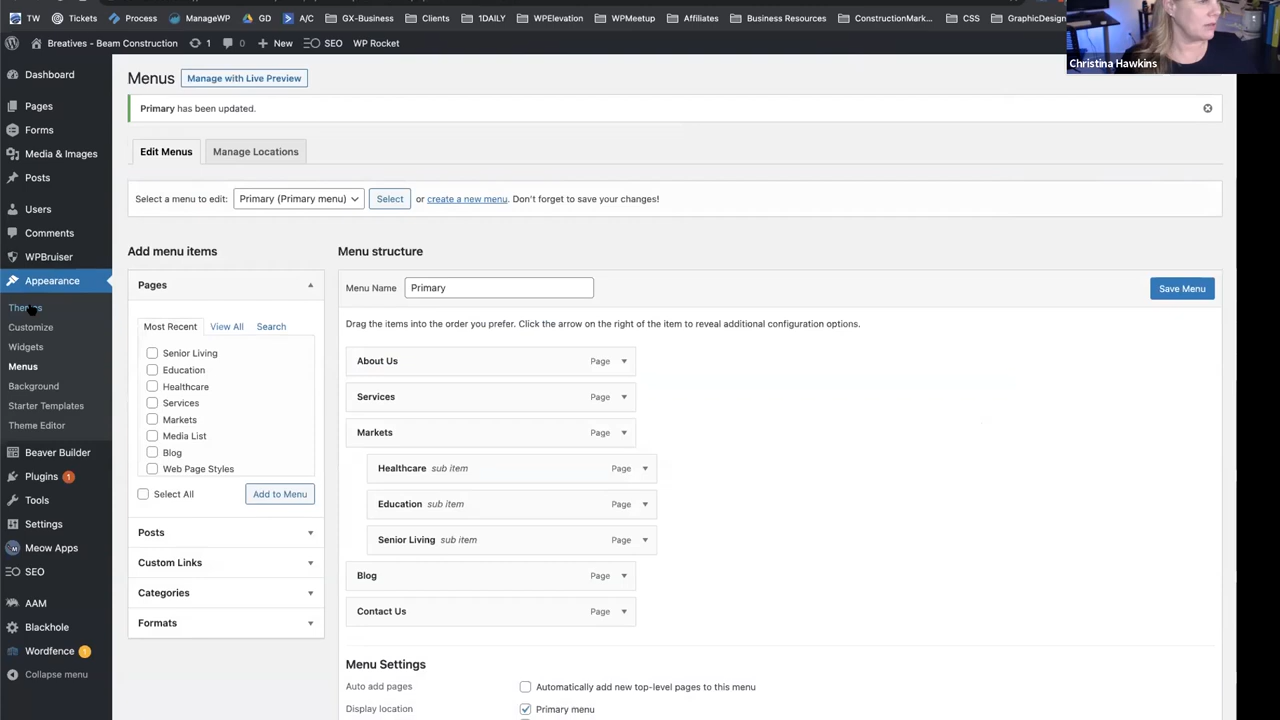 TW
Tickets
Process
ManageWP
GD
A/C
GX-Business
Clients
1DAILY
WPElevation
WPMeetup
Affiliates
Business Resources
ConstructionMark...
CSS
GraphicDesign
Breatives - Beam Construction
1
0
New
SEO
WP Rocket
Christina Hawkins
Dashboard
Pages
Forms
Media & Images
Posts
Users
Comments
WPBruiser
Appearance
Themes
Customize
Widgets
Menus
Background
Starter Templates
Theme Editor
Beaver Builder
Plugins 1
Tools
Settings
Meow Apps
SEO
AAM
Blackhole
Wordfence 1
Collapse menu
Menus
Manage with Live Preview
Primary has been updated.
Edit Menus
Manage Locations
Select a menu to edit: Primary (Primary menu) Select or create a new menu. Don't forget to save your changes!
Add menu items
Pages
Most Recent
View All
Search
Senior Living
Education
Healthcare
Services
Markets
Media List
Blog
Web Page Styles
Select All
Add to Menu
Posts
Custom Links
Categories
Formats
Menu structure
Menu Name Primary
Save Menu
Drag the items into the order you prefer. Click the arrow on the right of the item to reveal additional configuration options.
About Us Page
Services Page
Markets Page
Healthcare sub item Page
Education sub item Page
Senior Living sub item Page
Blog Page
Contact Us Page
Menu Settings
Auto add pages
Automatically add new top-level pages to this menu
Display location
Primary menu